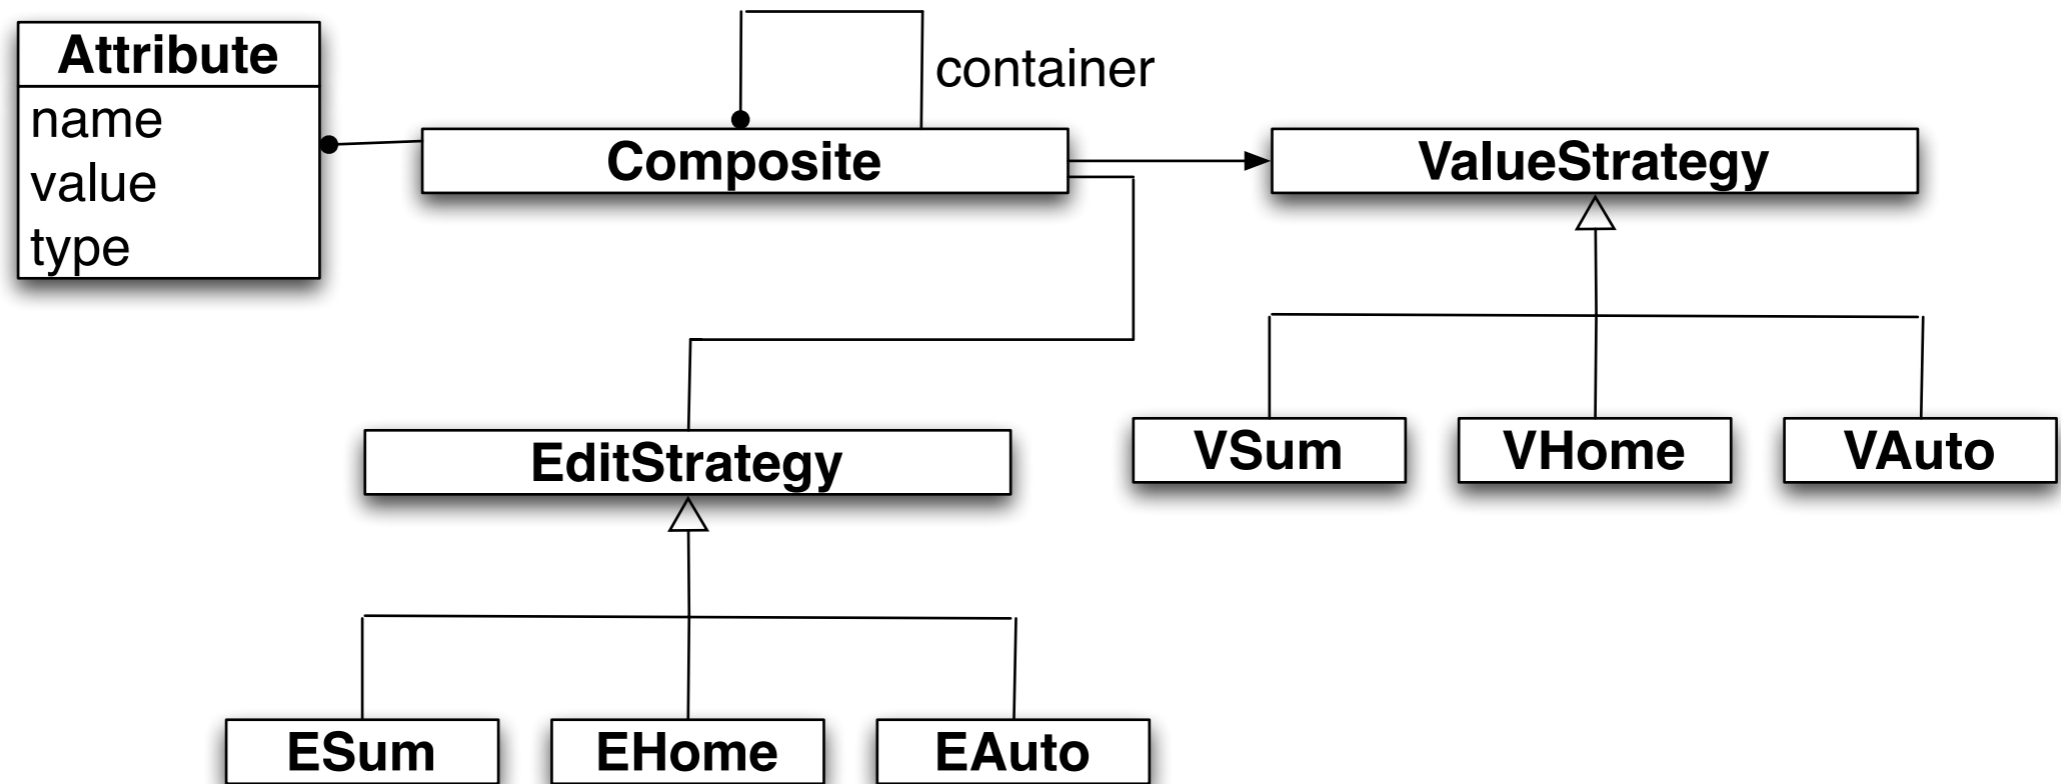 Attribute
name
value
type
container
Composite
ValueStrategy
VSum
VHome
VAuto
EditStrategy
ESum
EHome
EAuto